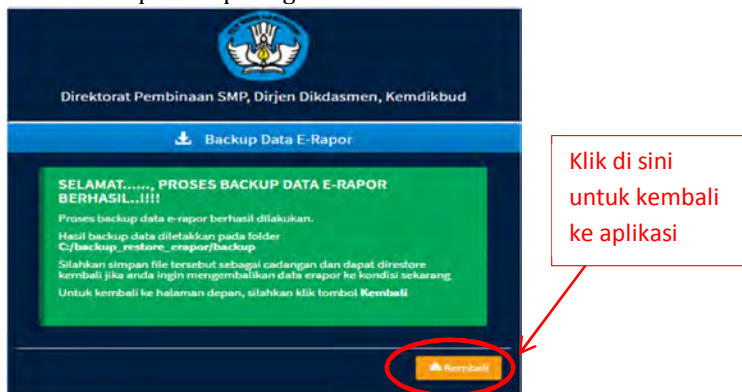 Direktorat Pembinaan SMP, Dirjen Dikdasmen, Kemdikbud
Backup Data E-Rapor
SELAMAT......, PROSES BACKUP DATA E-RAPOR
BERHASIL..!!!!
Proses backup data e-rapor berhasil dilakukan.
Hasil backup data diletakkan pada folder
C:/backup_restore_erapor/backup
Silahkan simpan file tersebut sebagai cadangan dan dapat direstore
kembali jika anda ingin mengembalikan data erapor ke kondisi sekarang
Untuk kembali ke halaman depan, silahkan klik tombol Kembali
Kembali
Klik di sini
untuk kembali
ke aplikasi